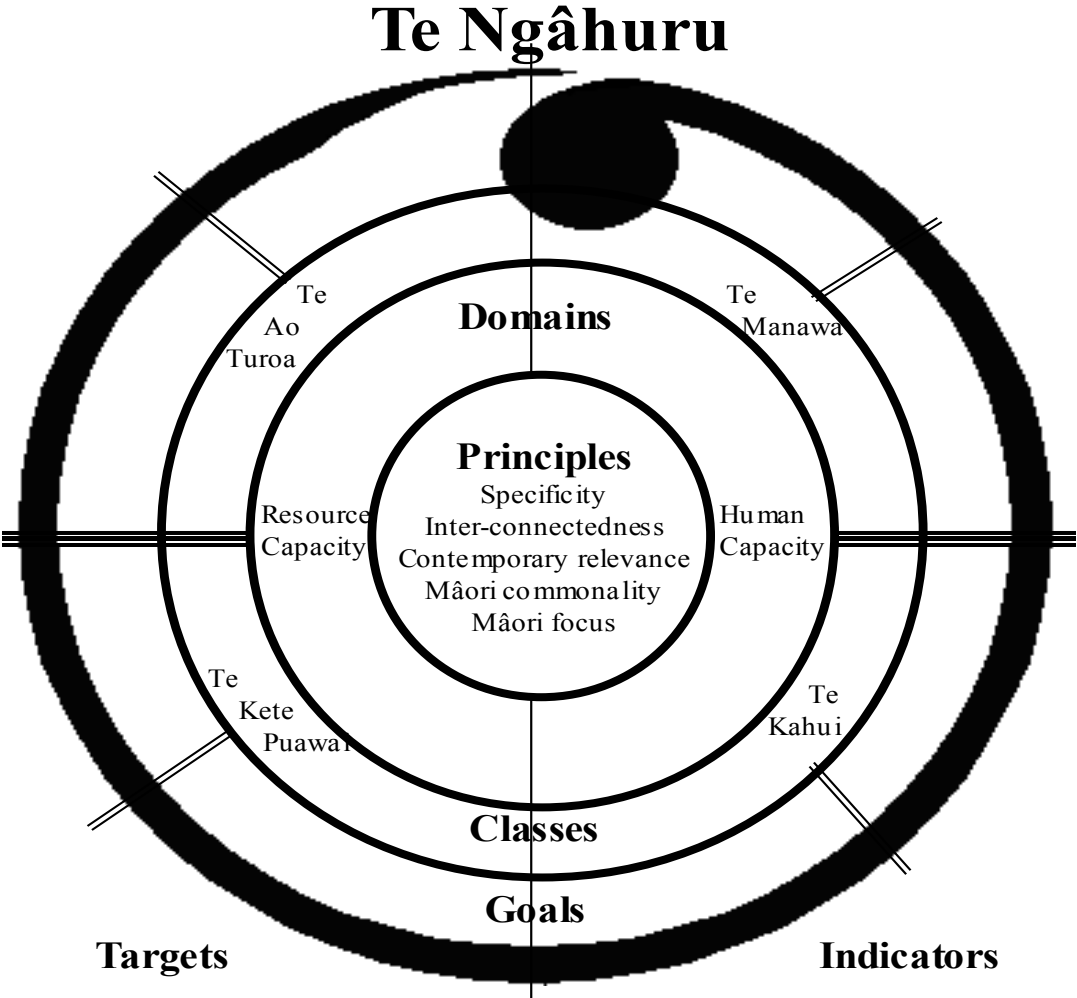 Te Ngâhuru
Te
Ao
Turoa
Te
Manawa
Domains
Principles
Specificity
Inter-connectedness
Contemporary relevance
Mâori commonality
Mâori focus
Resource
Capacity
Human
Capacity
Te
Kete
Puawai
Te
Kahui
Classes
Goals
Targets
Indicators